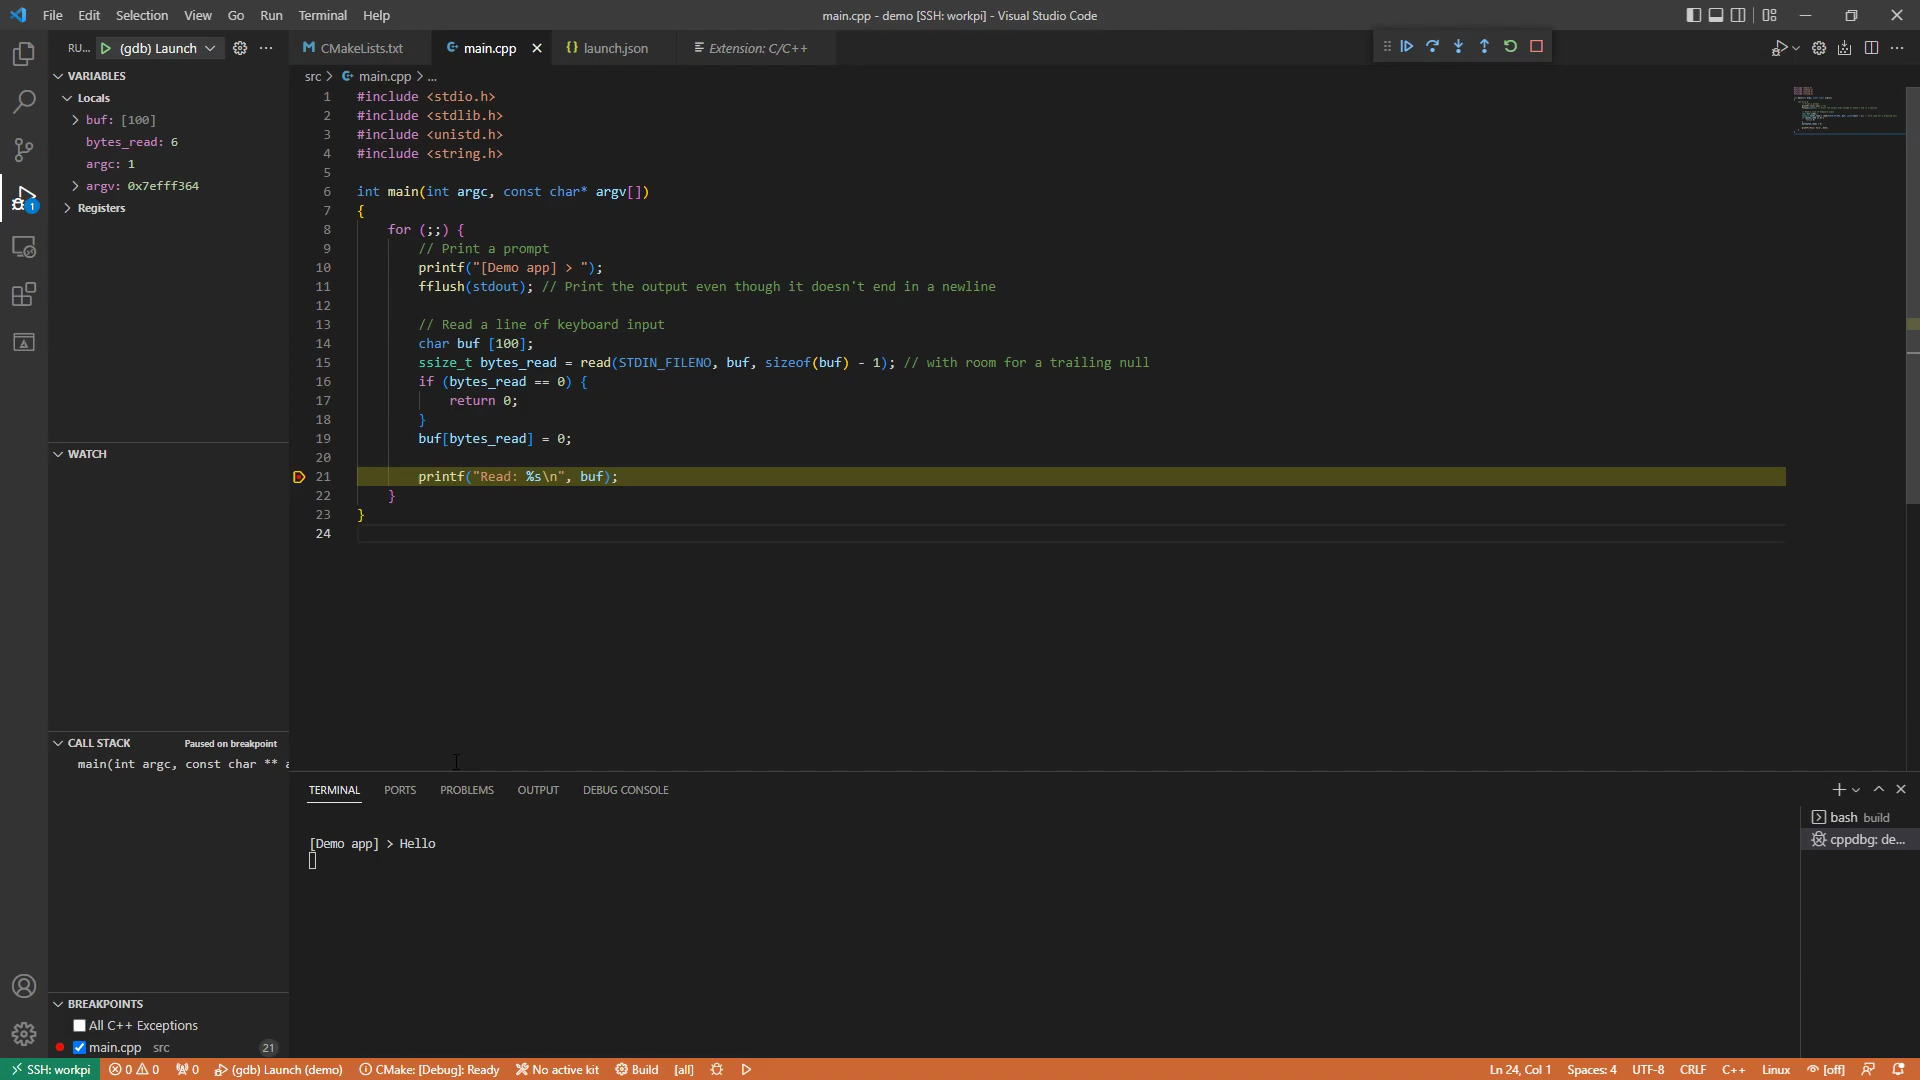 File Edit Selection View Go Run Terminal Help
main.cpp - demo [SSH: workpi] - Visual Studio Code
RU... (gdb) Launch
CMakeLists.txt
main.cpp
launch.json
Extension: C/C++
VARIABLES
Locals
buf: [100]
bytes_read: 6
argc: 1
argv: 0x7efff364
Registers
WATCH
CALL STACK Paused on breakpoint
main(int argc, const char ** a
BREAKPOINTS
All C++ Exceptions
main.cpp src 21
src > main.cpp > ...
1 #include <stdio.h>
2 #include <stdlib.h>
3 #include <unistd.h>
4 #include <string.h>
5
6 int main(int argc, const char* argv[])
7 {
8 for (;;) {
9 // Print a prompt
10 printf("[Demo app] > ");
11 fflush(stdout); // Print the output even though it doesn't end in a newline
12
13 // Read a line of keyboard input
14 char buf [100];
15 ssize_t bytes_read = read(STDIN_FILENO, buf, sizeof(buf) - 1); // with room for a trailing null
16 if (bytes_read == 0) {
17 return 0;
18 }
19 buf[bytes_read] = 0;
20
21 printf("Read: %s\n", buf);
22 }
23 }
24
TERMINAL PORTS PROBLEMS OUTPUT DEBUG CONSOLE
[Demo app] > Hello
bash build
cppdbg: de...
1
SSH: workpi 0 0 0 (gdb) Launch (demo) CMake: [Debug]: Ready No active kit Build [all]
Ln 24, Col 1 Spaces: 4 UTF-8 CRLF C++ Linux [off]